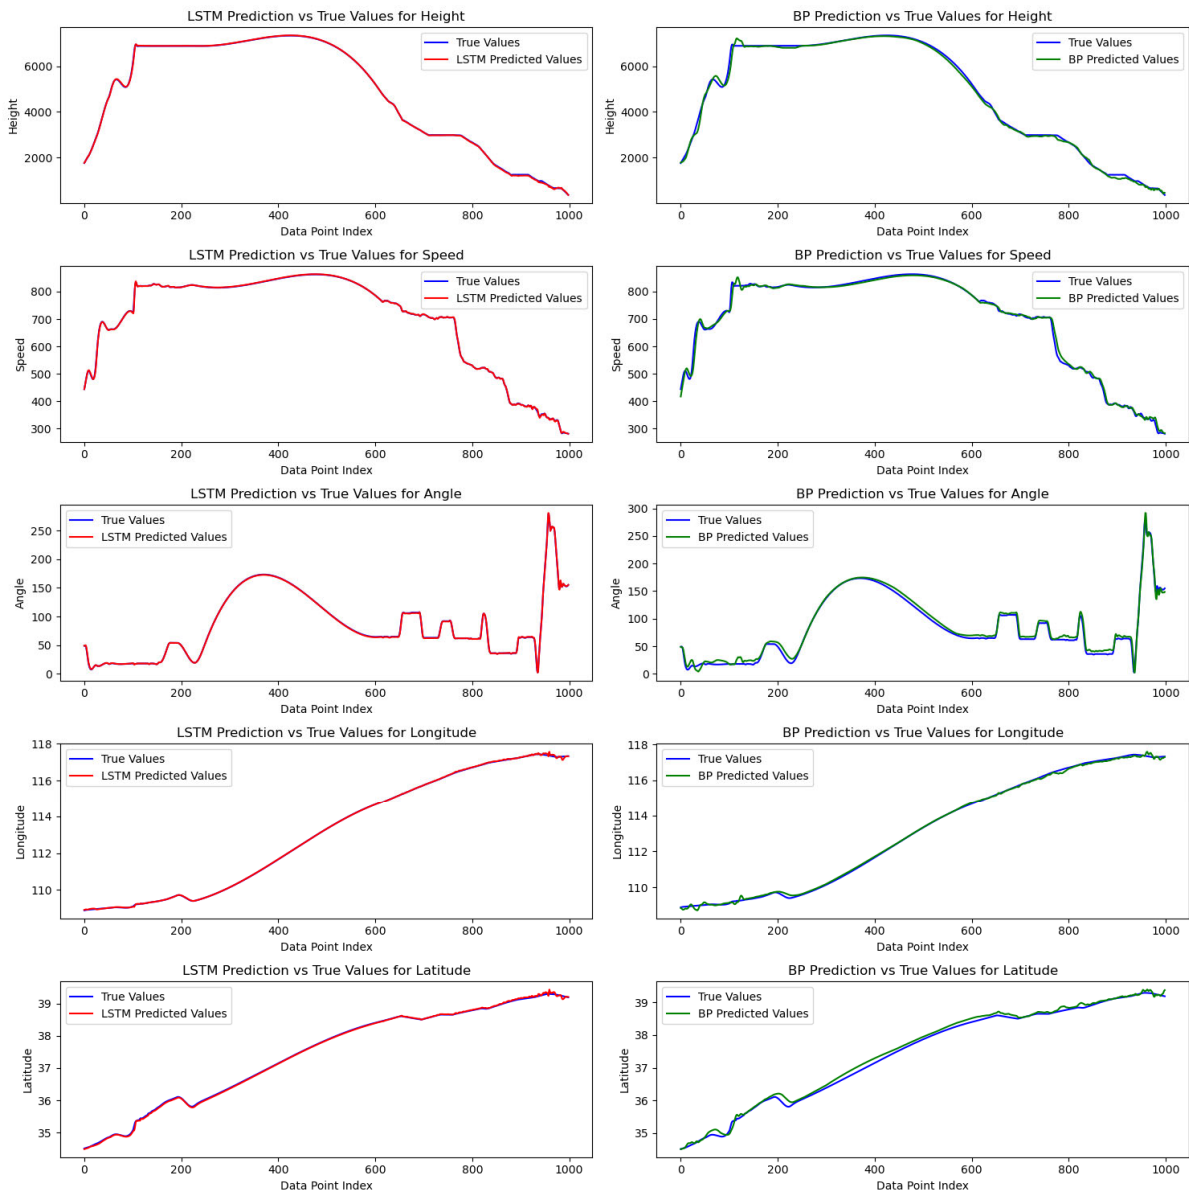 LSTM Prediction vs True Values for Height
True Values
LSTM Predicted Values
Height
6000
4000
2000
0 200 400 600 800 1000
Data Point Index
BP Prediction vs True Values for Height
True Values
BP Predicted Values
Height
6000
4000
2000
0 200 400 600 800 1000
Data Point Index
LSTM Prediction vs True Values for Speed
True Values
LSTM Predicted Values
Speed
800
700
600
500
400
300
0 200 400 600 800 1000
Data Point Index
BP Prediction vs True Values for Speed
True Values
BP Predicted Values
Speed
800
700
600
500
400
300
0 200 400 600 800 1000
Data Point Index
LSTM Prediction vs True Values for Angle
True Values
LSTM Predicted Values
Angle
250
200
150
100
50
0
0 200 400 600 800 1000
Data Point Index
BP Prediction vs True Values for Angle
True Values
BP Predicted Values
Angle
300
250
200
150
100
50
0
0 200 400 600 800 1000
Data Point Index
LSTM Prediction vs True Values for Longitude
True Values
LSTM Predicted Values
Longitude
118
116
114
112
110
0 200 400 600 800 1000
Data Point Index
BP Prediction vs True Values for Longitude
True Values
BP Predicted Values
Longitude
118
116
114
112
110
0 200 400 600 800 1000
Data Point Index
LSTM Prediction vs True Values for Latitude
True Values
LSTM Predicted Values
Latitude
39
38
37
36
35
0 200 400 600 800 1000
Data Point Index
BP Prediction vs True Values for Latitude
True Values
BP Predicted Values
Latitude
39
38
37
36
35
0 200 400 600 800 1000
Data Point Index